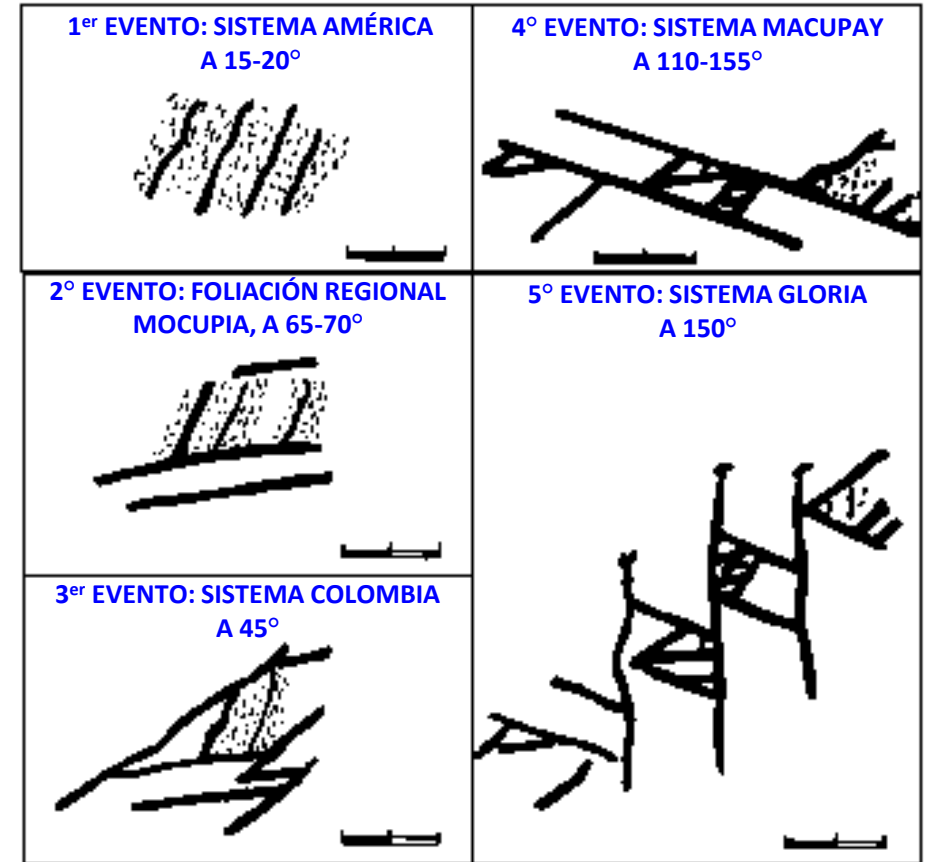 1er EVENTO: SISTEMA AMÉRICA
A 15-20°
2° EVENTO: FOLIACIÓN REGIONAL
MOCUPIA, A 65-70°
3er EVENTO: SISTEMA COLOMBIA
A 45°
4° EVENTO: SISTEMA MACUPAY
A 110-155°
5° EVENTO: SISTEMA GLORIA
A 150°